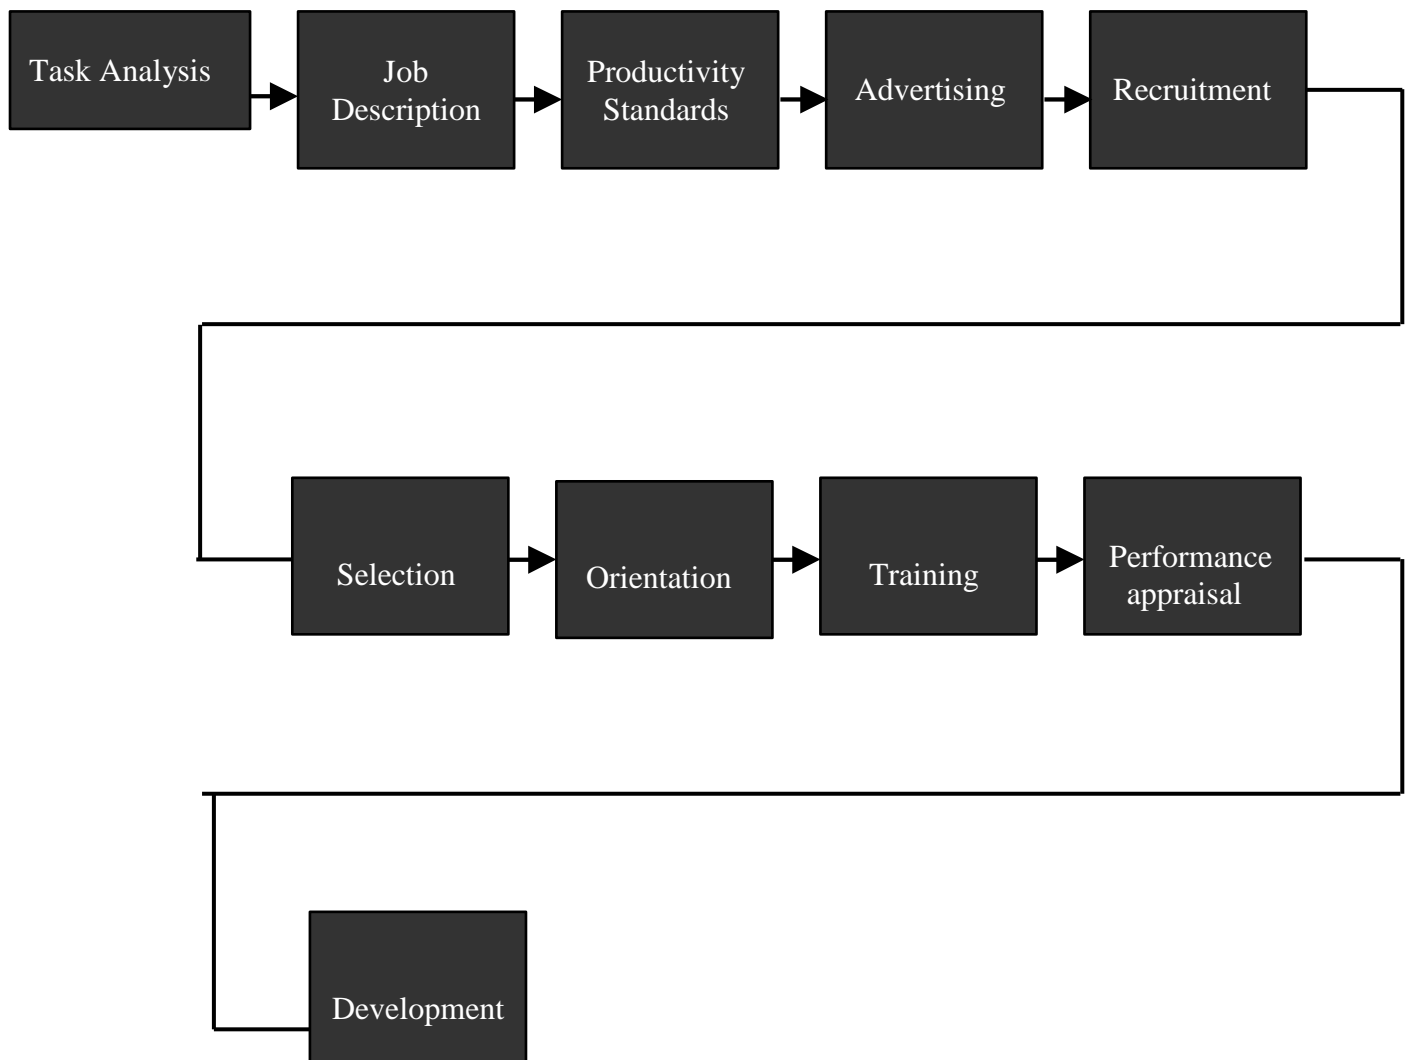 Task Analysis
Job
Description
Productivity
Standards
Advertising
Recruitment
Selection
Orientation
Training
Performance
appraisal
Development